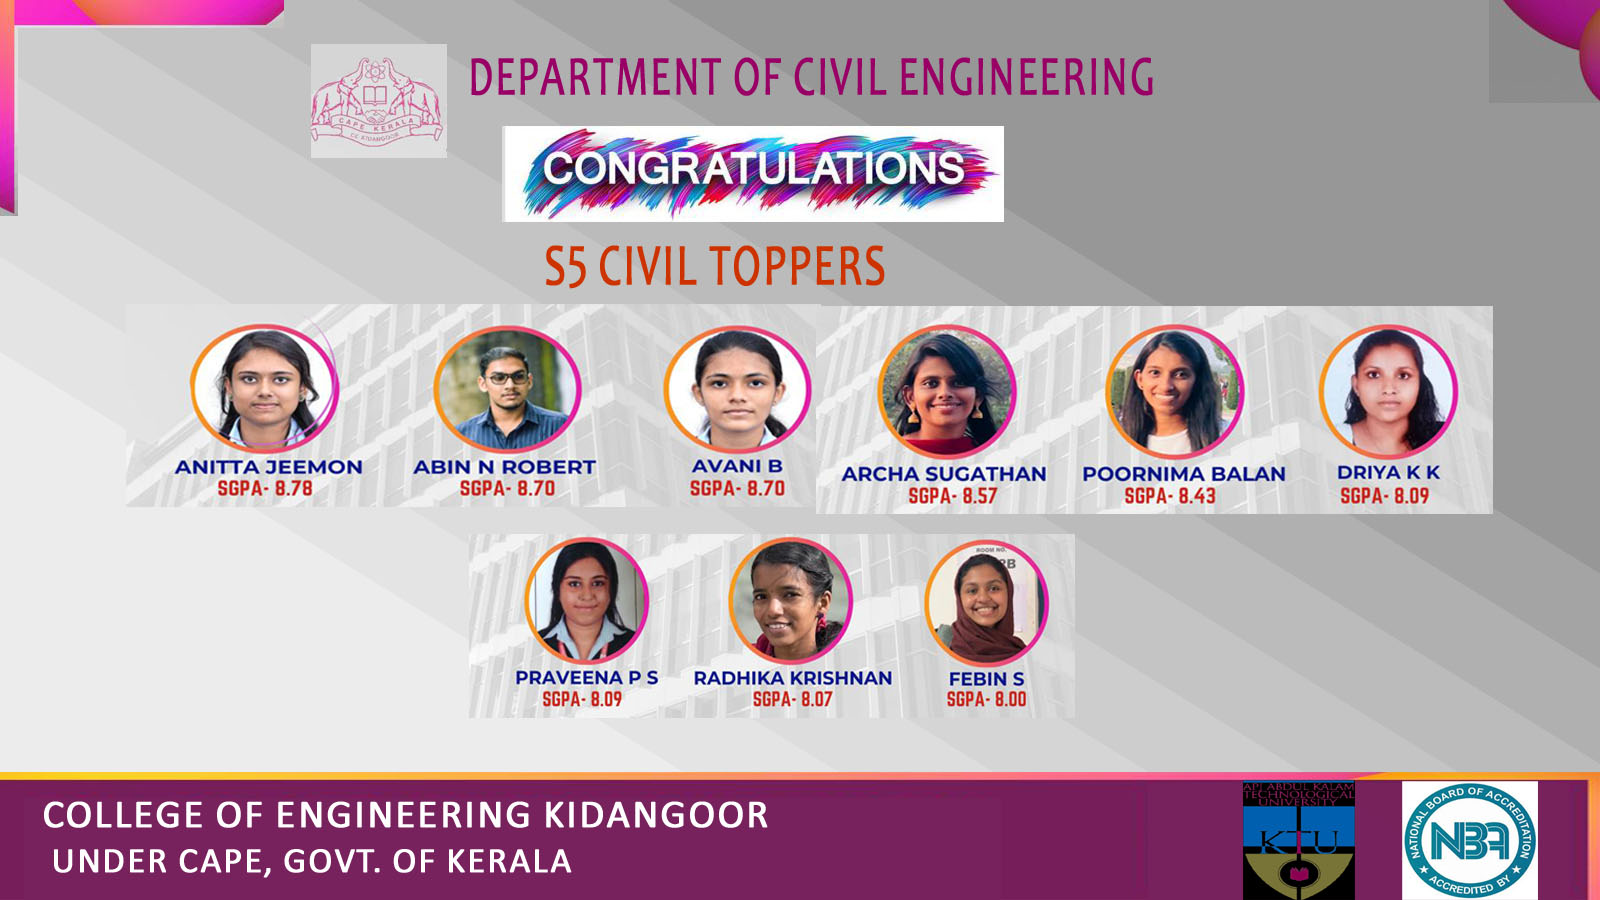 DEPARTMENT OF CIVIL ENGINEERING
CAPE KERALA
CE KIDANGOOR
CONGRATULATIONS
S5 CIVIL TOPPERS
ANITTA JEEMON
SGPA- 8.78
ABIN N ROBERT
SGPA- 8.70
AVANI B
SGPA- 8.70
ARCHA SUGATHAN
SGPA- 8.57
POORNIMA BALAN
SGPA- 8.43
DRIYA K K
SGPA- 8.09
ROOM NO.
PRAVEENA P S
SGPA- 8.09
RADHIKA KRISHNAN
SGPA- 8.07
FEBIN S
SGPA- 8.00
COLLEGE OF ENGINEERING KIDANGOOR
UNDER CAPE, GOVT. OF KERALA
APJ ABDUL KALAM
TECHNOLOGICAL
UNIVERSITY
KTU
NATIONAL BOARD OF ACCREDITATION
NBA
ACCREDITED BY